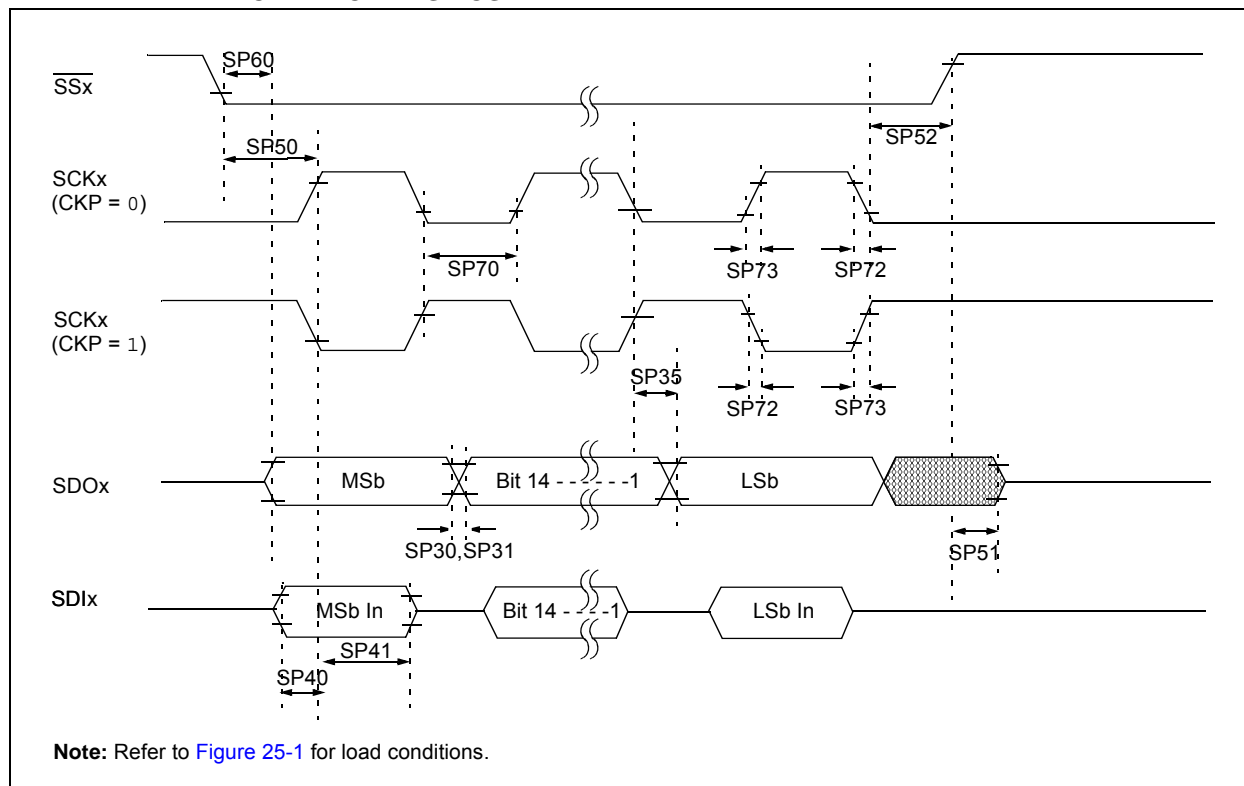 SP60
SSx
SP50
SP52
SCKx
(CKP = 0)
SP70
SP73
SP72
SCKx
(CKP = 1)
SP35
SP72
SP73
SDOx
MSb
Bit 14 - - - - - -1
LSb
SP30,SP31
SP51
SDIx
MSb In
Bit 14 - - - -1
LSb In
SP41
SP40
Note: Refer to Figure 25-1 for load conditions.